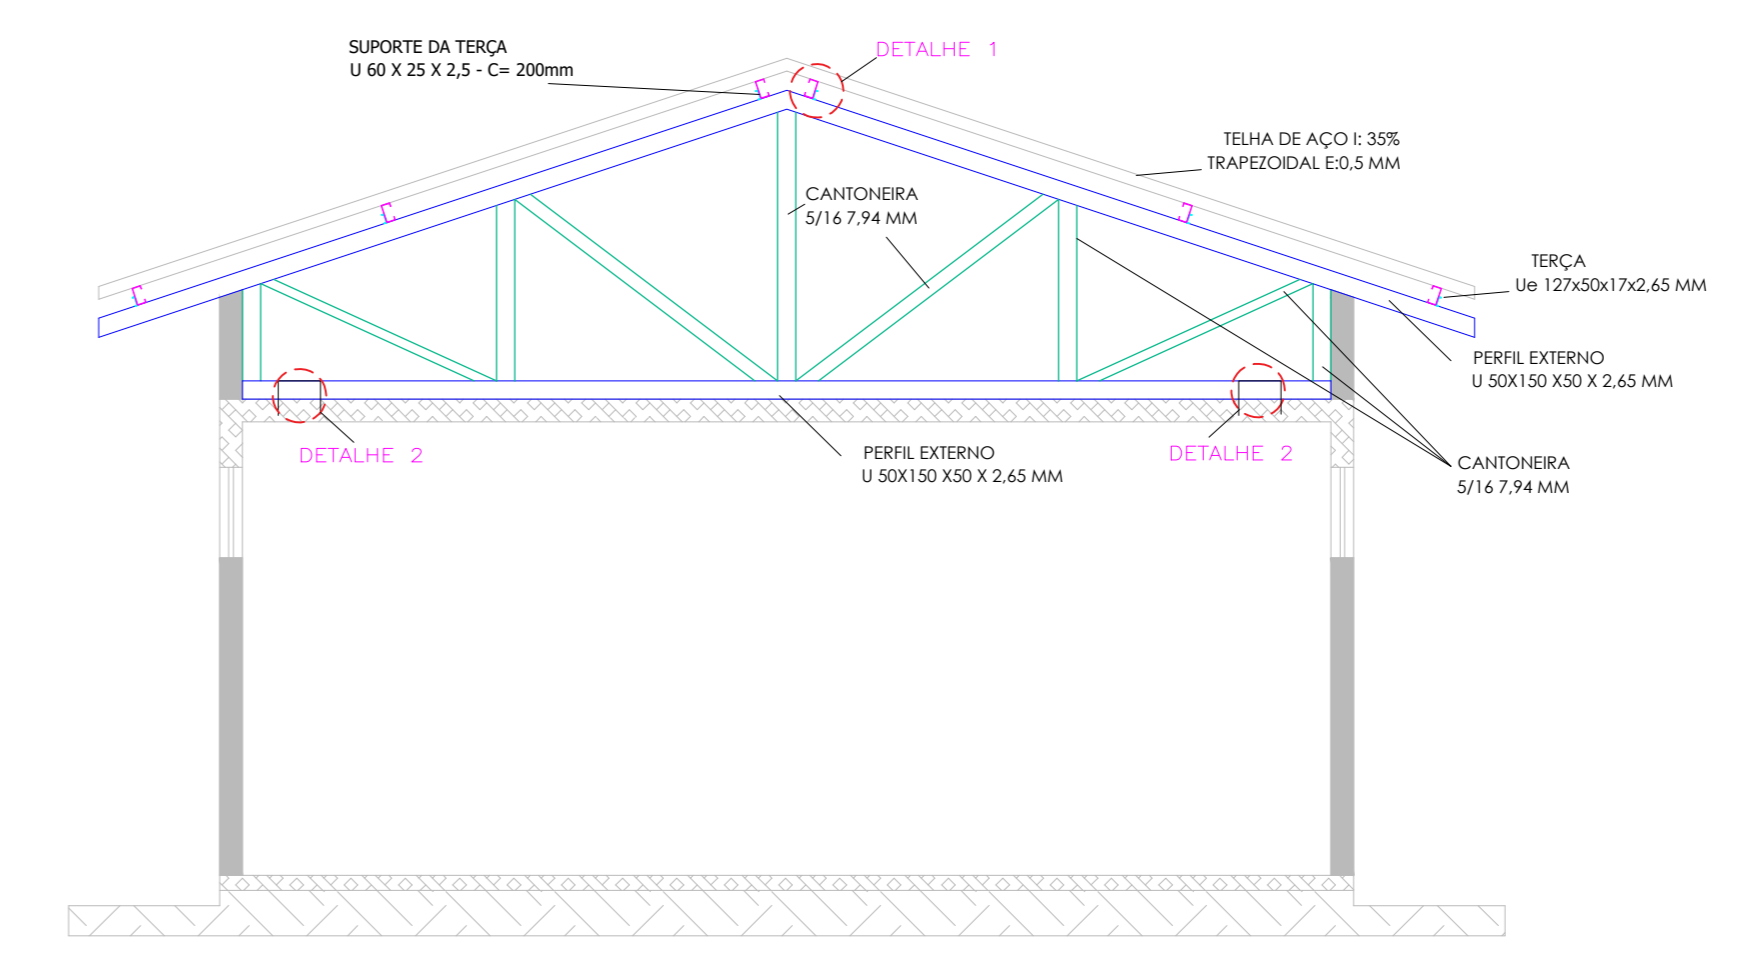 SUPORTE DA TERÇA
U 60 X 25 X 2,5 - C= 200mm
DETALHE 1
TELHA DE AÇO I: 35%
TRAPEZOIDAL E:0,5 MM
CANTONEIRA
5/16 7,94 MM
TERÇA
Ue 127x50x17x2,65 MM
PERFIL EXTERNO
U 50X150 X50 X 2,65 MM
DETALHE 2
PERFIL EXTERNO
U 50X150 X50 X 2,65 MM
DETALHE 2
CANTONEIRA
5/16 7,94 MM